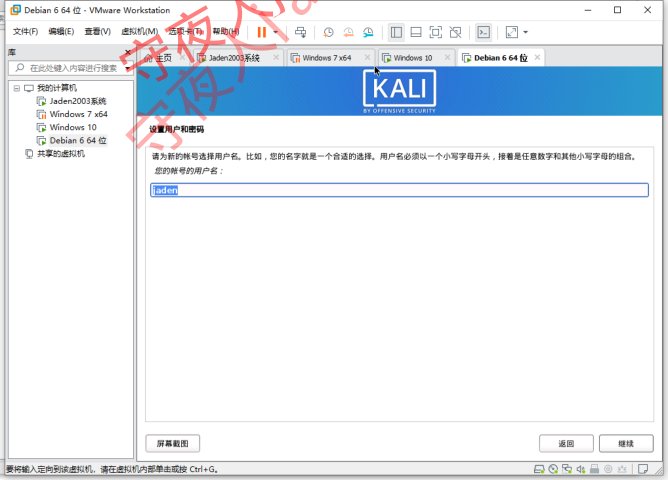 Debian 6 64 位 - VMware Workstation
文件(F) 编辑(E) 查看(V) 虚拟机(M) 选项卡(T) 帮助(H)
库
在此处键入内容进行搜索
我的计算机
Jaden2003系统
Windows 7 x64
Windows 10
Debian 6 64 位
共享的虚拟机
主页 Jaden2003系统 Windows 7 x64 Windows 10 Debian 6 64 位
守夜人
守夜人
KALI
BY OFFENSIVE SECURITY
设置用户和密码
请为新的帐号选择用户名。比如，您的名字就是一个合适的选择。用户名必须以一个小写字母开头，接着是任意数字和其他小写字母的组合。
您的帐号的用户名：
jaden
屏幕截图 返回 继续
要将输入定向到该虚拟机，请在虚拟机内部单击或按 Ctrl+G。